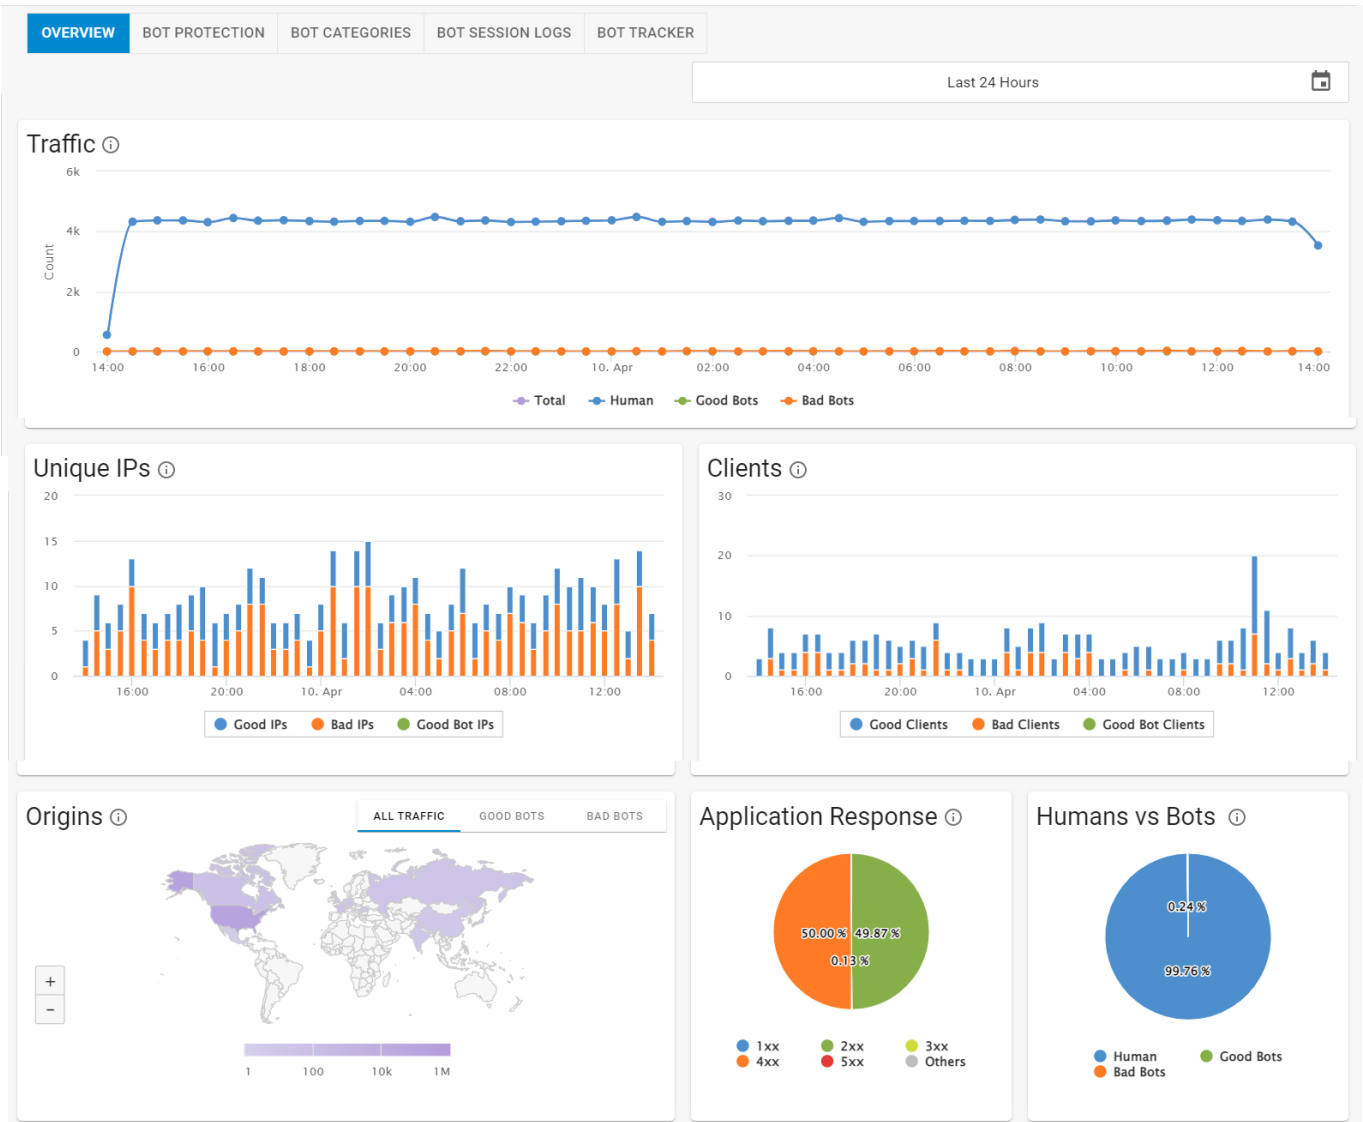 OVERVIEW BOT PROTECTION BOT CATEGORIES BOT SESSION LOGS BOT TRACKER
Last 24 Hours
Traffic
6k
4k
2k
0
Count
14:00 16:00 18:00 20:00 22:00 10. Apr 02:00 04:00 06:00 08:00 10:00 12:00 14:00
Total Human Good Bots Bad Bots
Unique IPs
20
15
10
5
0
16:00 20:00 10. Apr 04:00 08:00 12:00
Good IPs Bad IPs Good Bot IPs
Clients
30
20
10
0
16:00 20:00 10. Apr 04:00 08:00 12:00
Good Clients Bad Clients Good Bot Clients
Origins
ALL TRAFFIC GOOD BOTS BAD BOTS
+
−
1 100 10k 1M
Application Response
50.00 % 49.87 %
0.13 %
1xx 2xx 3xx
4xx 5xx Others
Humans vs Bots
0.24 %
99.76 %
Human Good Bots
Bad Bots